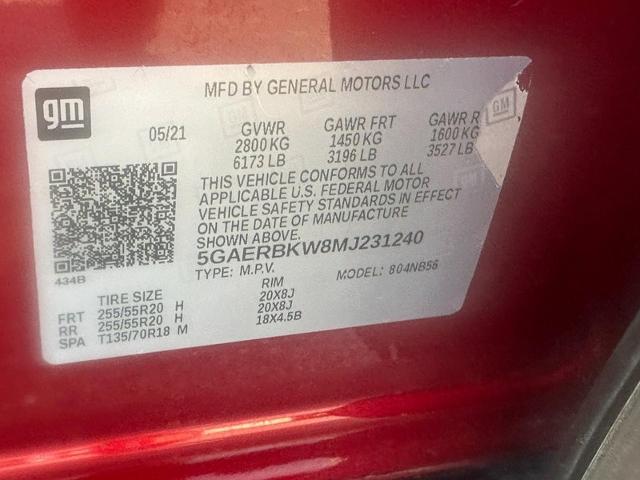 gm
MFD BY GENERAL MOTORS LLC
05/21 GVWR GAWR FRT GAWR R
2800 KG 1450 KG 1600 KG
6173 LB 3196 LB 3527 LB
THIS VEHICLE CONFORMS TO ALL
APPLICABLE U.S. FEDERAL MOTOR
VEHICLE SAFETY STANDARDS IN EFFECT
ON THE DATE OF MANUFACTURE
SHOWN ABOVE.
5GAERBKW8MJ231240
434B
TYPE: M.P.V. MODEL: 804NB56
TIRE SIZE RIM
FRT 255/55R20 H 20X8J
RR 255/55R20 H 20X8J
SPA T135/70R18 M 18X4.5B